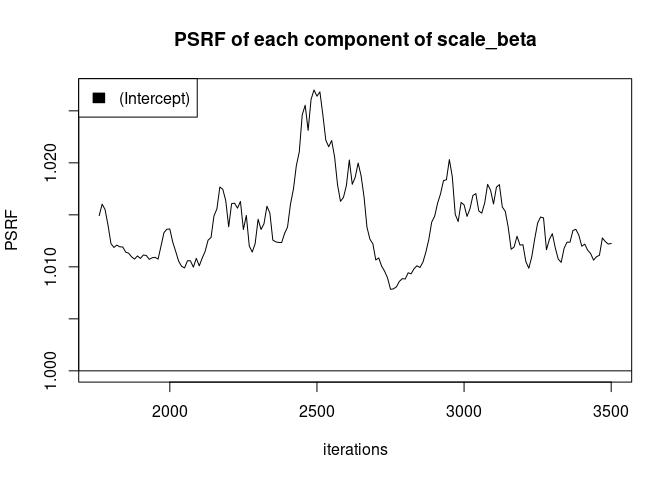 PSRF of each component of scale_beta
(Intercept)
PSRF
1.020
1.010
1.000
2000 2500 3000 3500
iterations